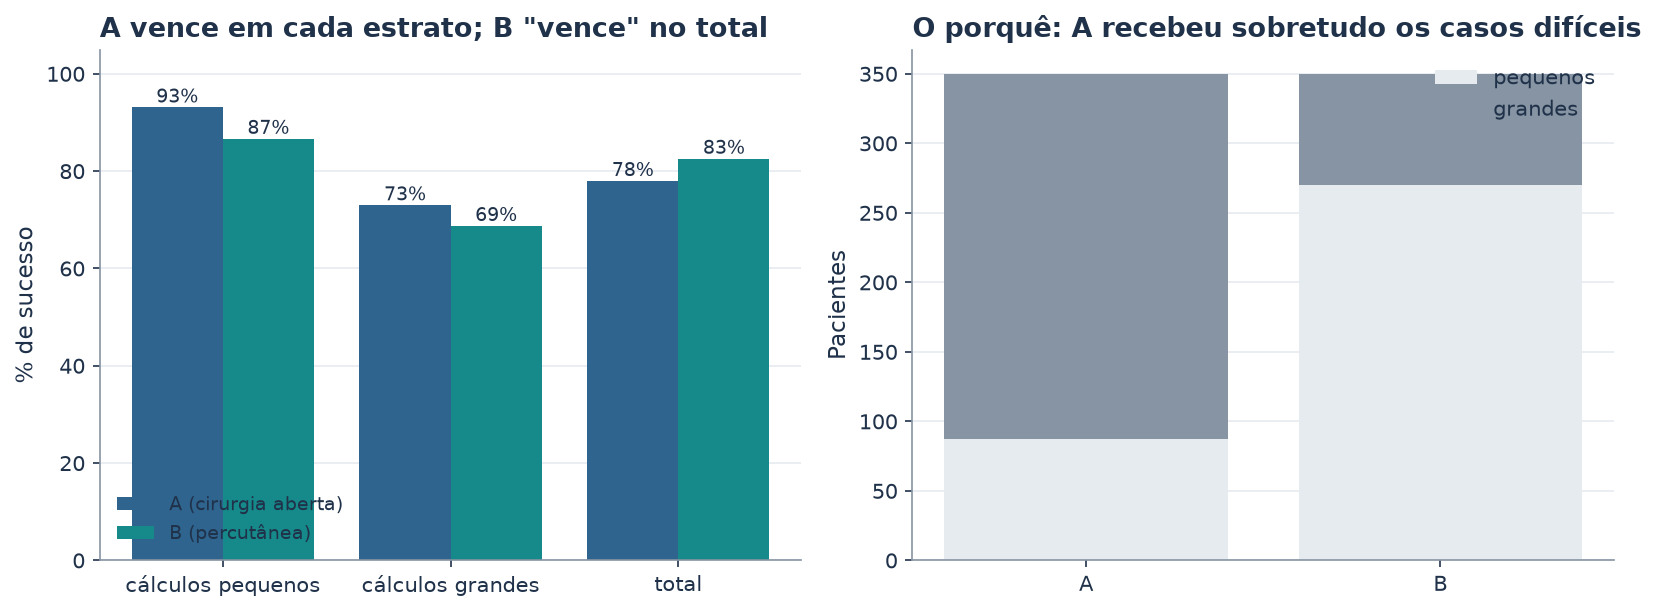 A vence em cada estrato; B "vence" no total
% de sucesso
100
80
60
40
20
0
93%
87%
73%
69%
78%
83%
A (cirurgia aberta)
B (percutânea)
cálculos pequenos
cálculos grandes
total
O porquê: A recebeu sobretudo os casos difíceis
Pacientes
350
300
250
200
150
100
50
0
pequenos
grandes
A
B